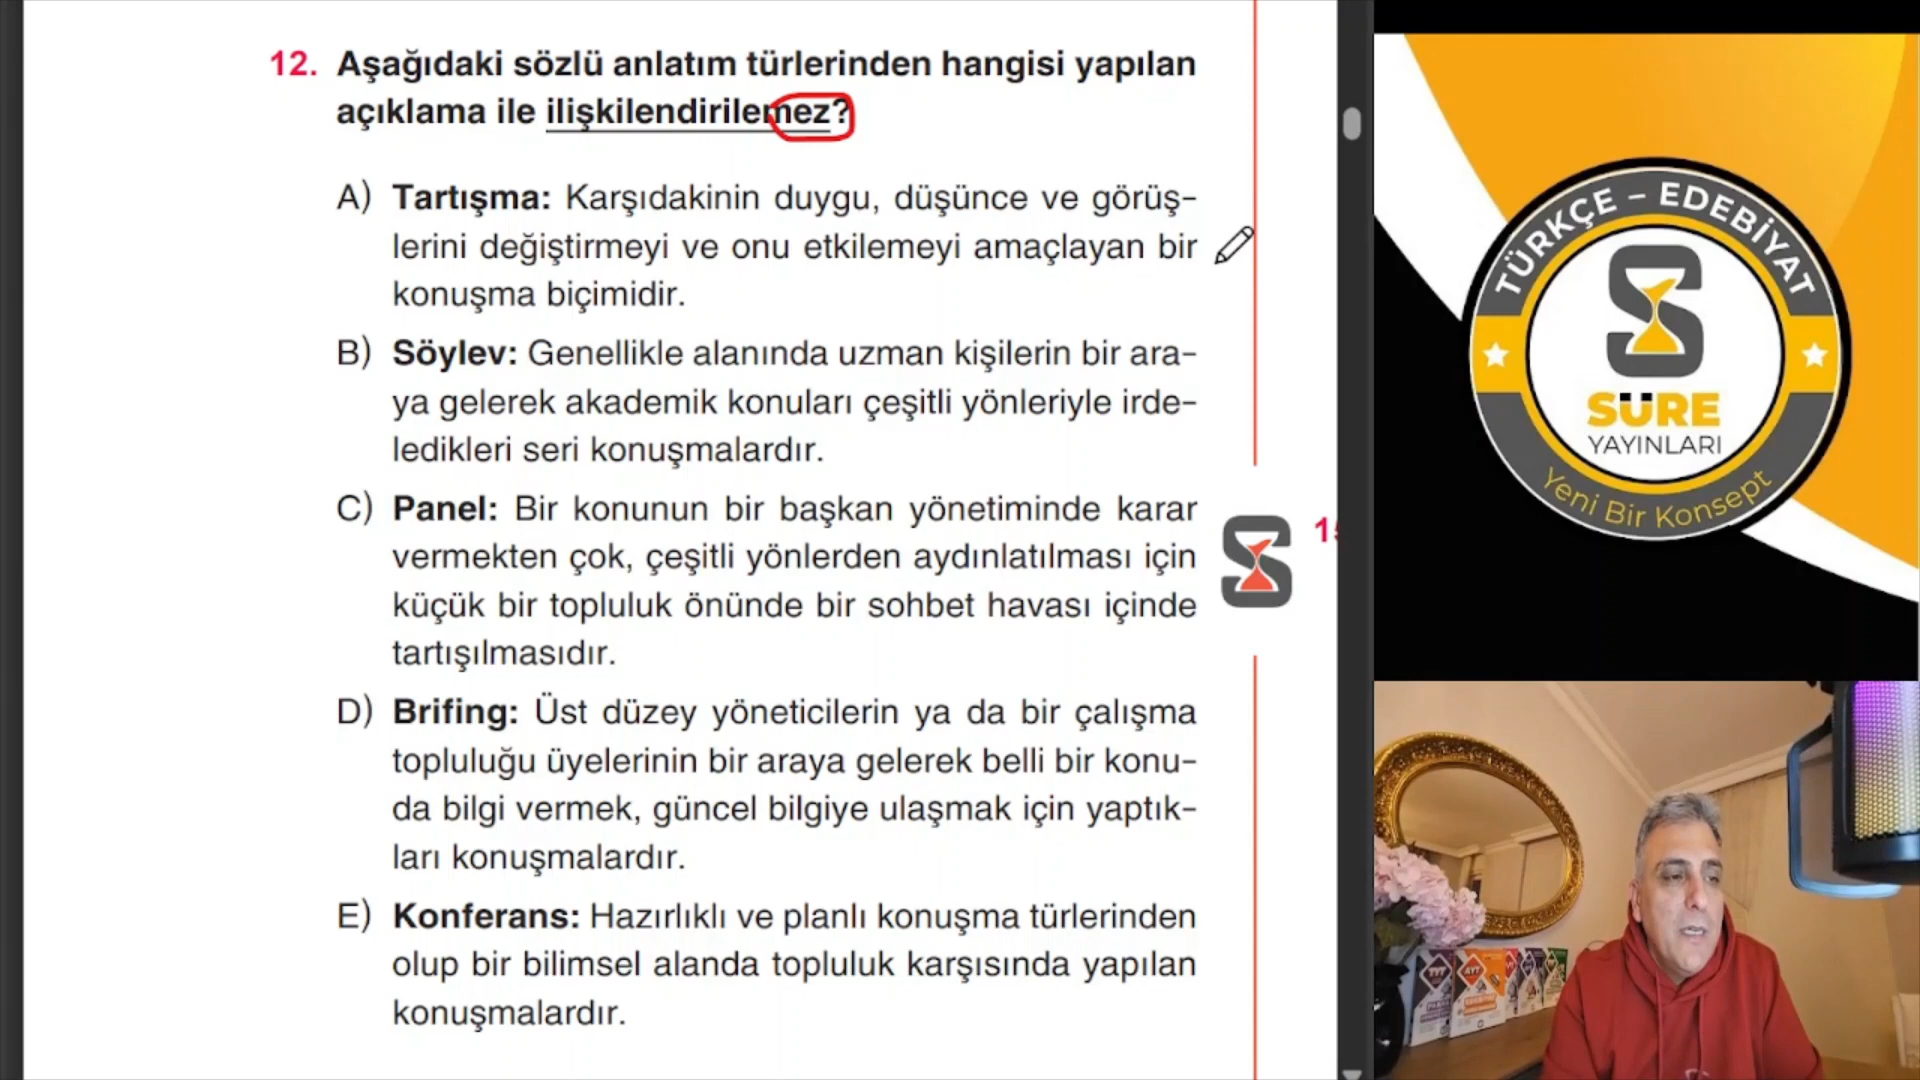 12. Aşağıdaki sözlü anlatım türlerinden hangisi yapılan
açıklama ile ilişkilendirilemez?
A) Tartışma: Karşıdakinin duygu, düşünce ve görüş-
lerini değiştirmeyi ve onu etkilemeyi amaçlayan bir
konuşma biçimidir.
B) Söylev: Genellikle alanında uzman kişilerin bir ara-
ya gelerek akademik konuları çeşitli yönleriyle irde-
ledikleri seri konuşmalardır.
C) Panel: Bir konunun bir başkan yönetiminde karar
vermekten çok, çeşitli yönlerden aydınlatılması için
küçük bir topluluk önünde bir sohbet havası içinde
tartışılmasıdır.
D) Brifing: Üst düzey yöneticilerin ya da bir çalışma
topluluğu üyelerinin bir araya gelerek belli bir konu-
da bilgi vermek, güncel bilgiye ulaşmak için yaptık-
ları konuşmalardır.
E) Konferans: Hazırlıklı ve planlı konuşma türlerinden
olup bir bilimsel alanda topluluk karşısında yapılan
konuşmalardır.
TÜRKÇE – EDEBİYAT
SÜRE
YAYINLARI
Yeni Bir Konsept
TYT
AYT